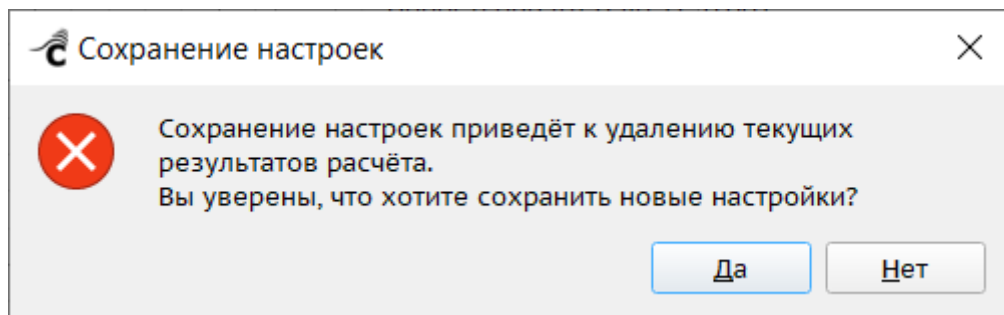 Сохранение настроек
Сохранение настроек приведёт к удалению текущих
результатов расчёта.
Вы уверены, что хотите сохранить новые настройки?
Да
Нет